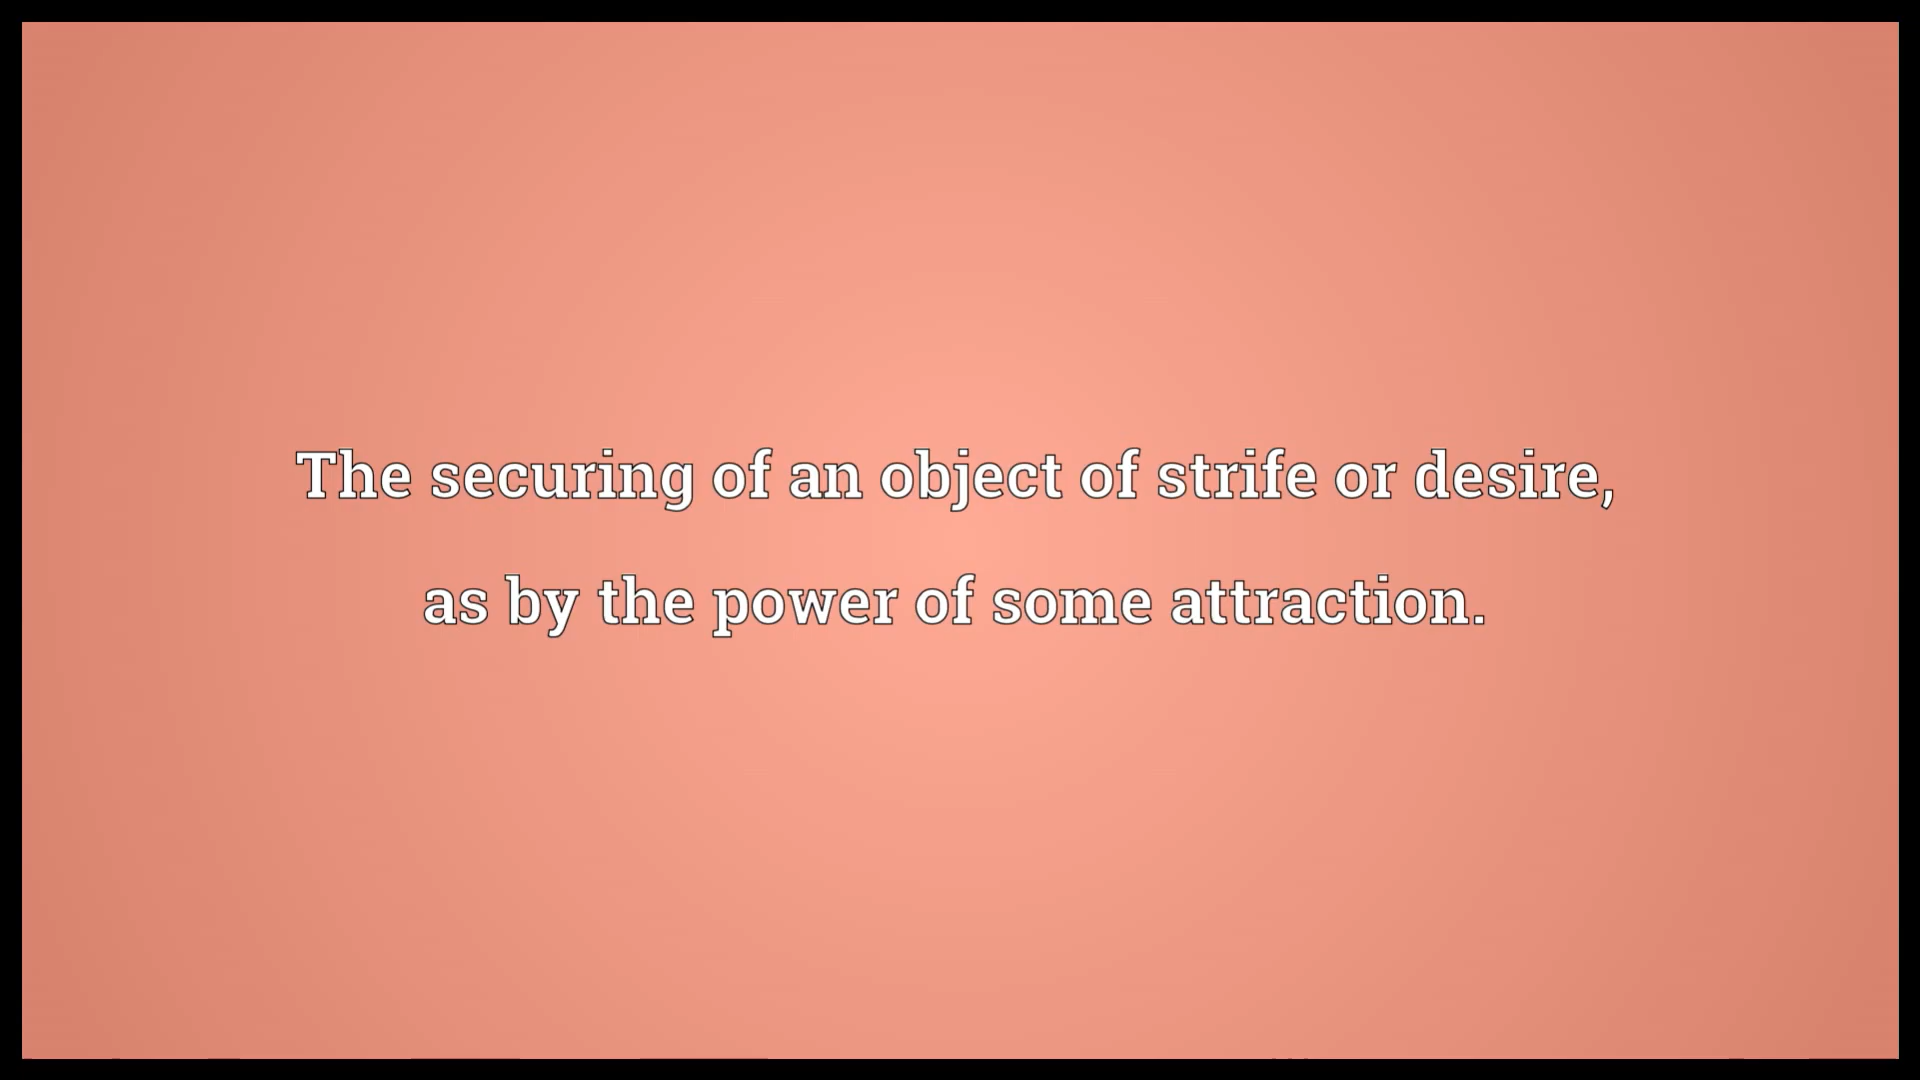 The securing of an object of strife or desire,
as by the power of some attraction.